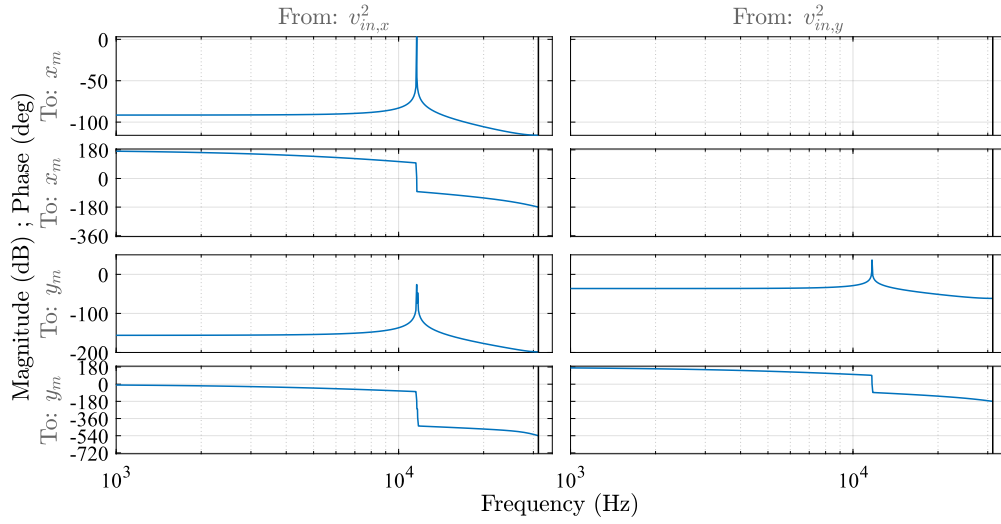 From: $v_{in,x}^2$ From: $v_{in,y}^2$
Magnitude (dB) ; Phase (deg)
To: $x_m$
0
-50
-100
To: $x_m$
180
0
-180
-360
To: $y_m$
0
-100
-200
To: $y_m$
180
0
-180
-360
-540
-720
$10^3$ $10^4$ $10^3$ $10^4$
Frequency (Hz)